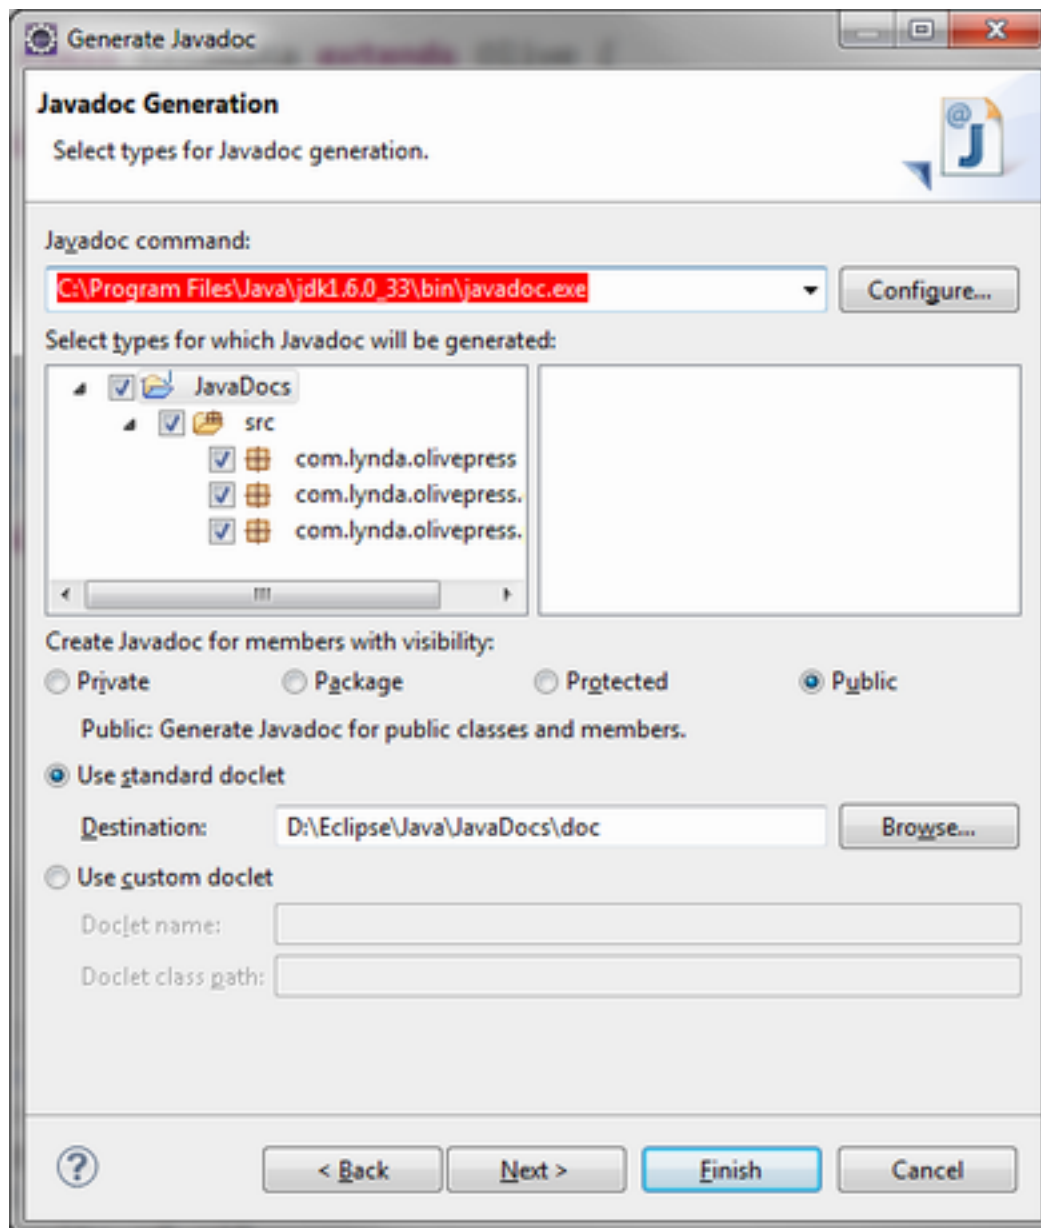 Generate Javadoc
extends Olive {
Javadoc Generation
Select types for Javadoc generation.
@
J
Javadoc command:
C:\Program Files\Java\jdk1.6.0_33\bin\javadoc.exe
Configure...
Select types for which Javadoc will be generated:
JavaDocs
src
com.lynda.olivepress
com.lynda.olivepress.
com.lynda.olivepress.
Create Javadoc for members with visibility:
Private Package Protected Public
Public: Generate Javadoc for public classes and members.
Use standard doclet
Destination: D:\Eclipse\Java\JavaDocs\doc Browse...
Use custom doclet
Doclet name:
Doclet class path:
? < Back Next > Finish Cancel